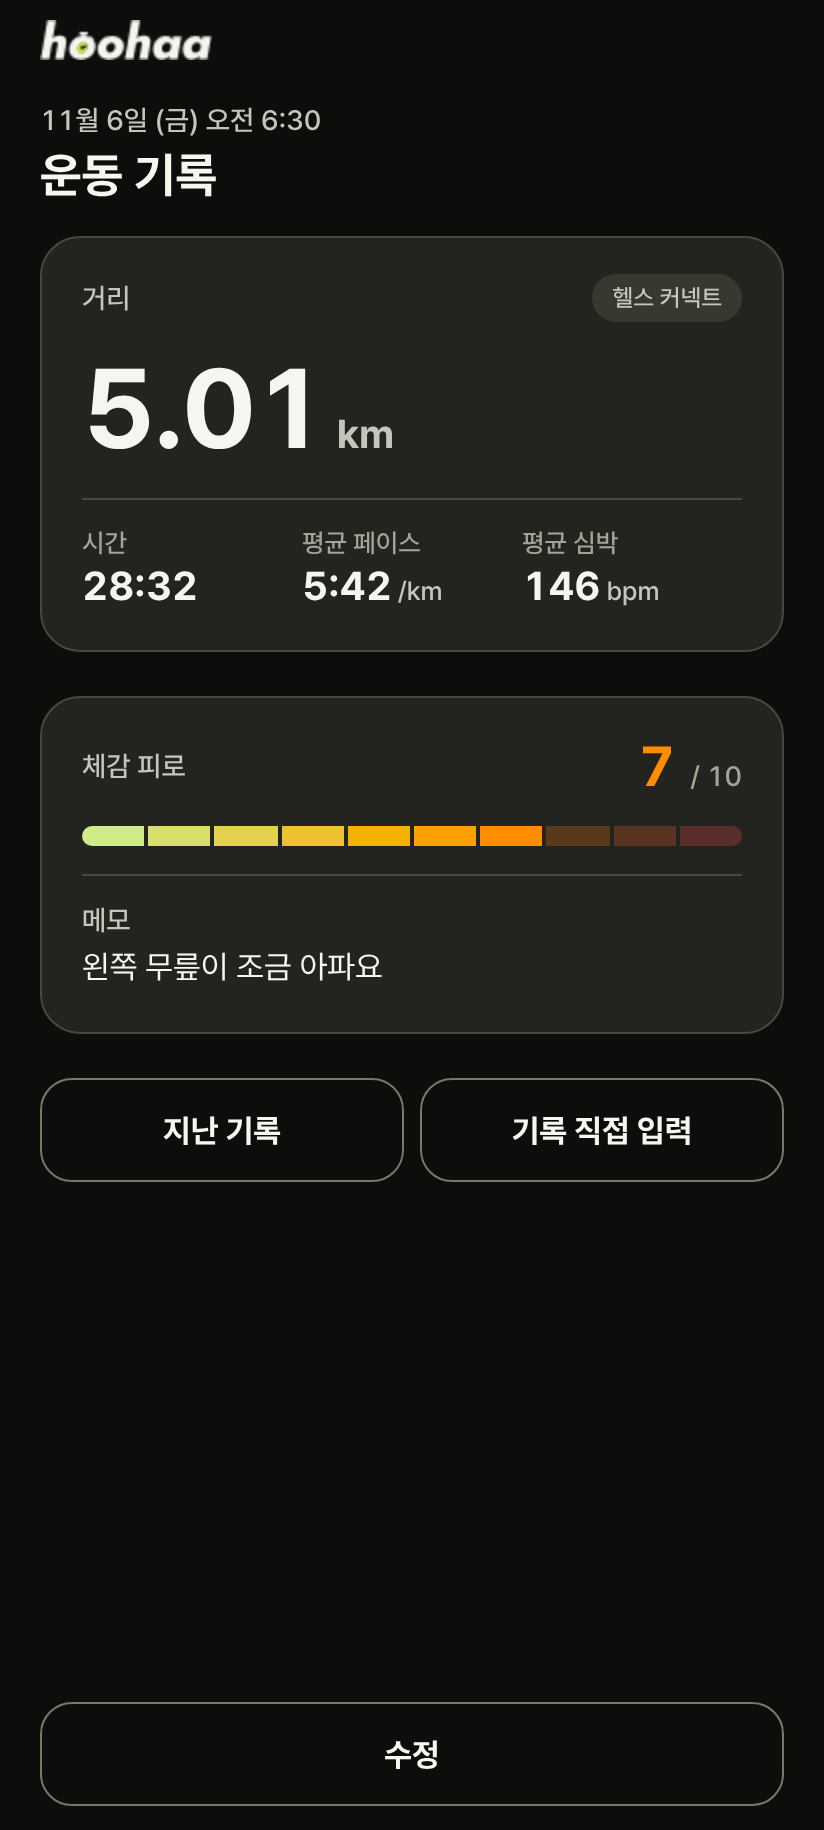 hoohaa
11월 6일 (금) 오전 6:30
운동 기록
거리
헬스 커넥트
5.01 km
시간
평균 페이스
평균 심박
28:32
5:42 /km
146 bpm
체감 피로
7 / 10
메모
왼쪽 무릎이 조금 아파요
지난 기록
기록 직접 입력
수정